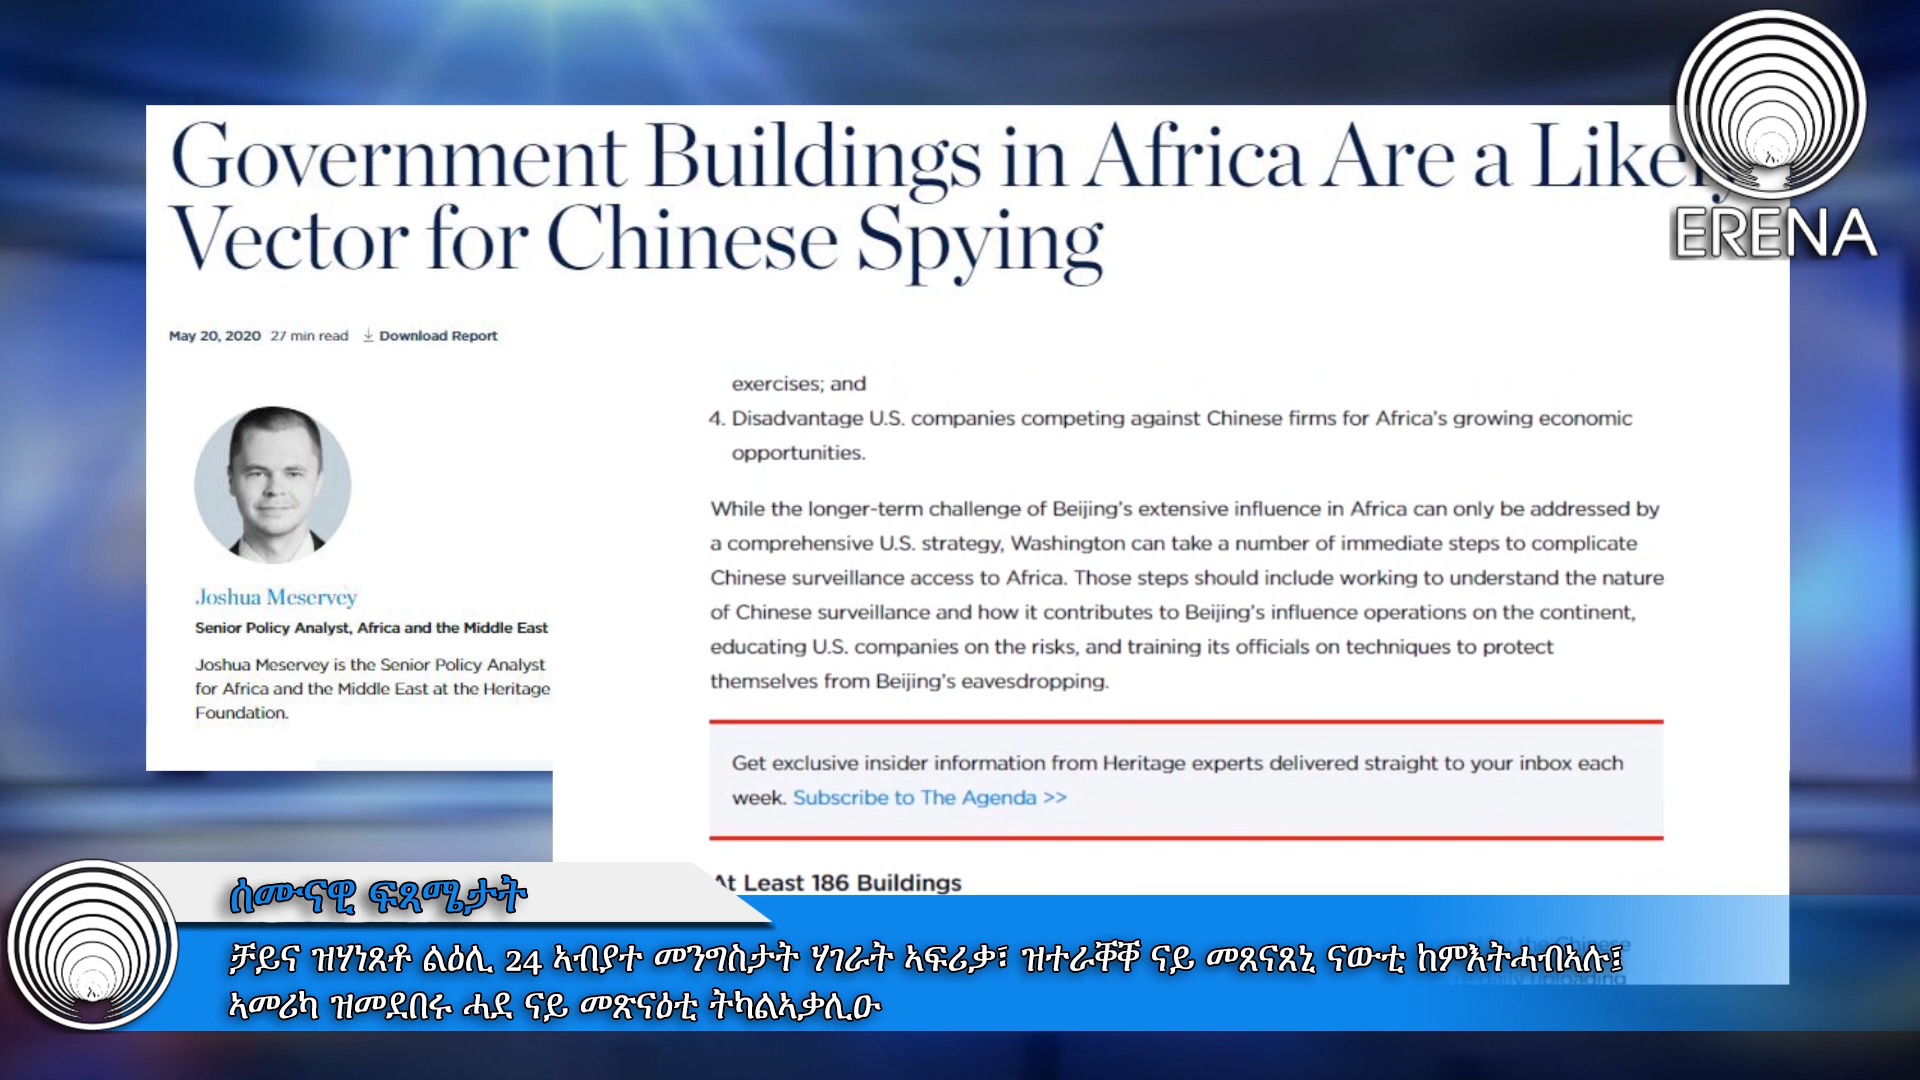 Government Buildings in Africa Are a Likely
Vector for Chinese Spying
ERENA
May 20, 2020 27 min read Download Report
exercises; and
4. Disadvantage U.S. companies competing against Chinese firms for Africa's growing economic
opportunities.
While the longer-term challenge of Beijing's extensive influence in Africa can only be addressed by
a comprehensive U.S. strategy, Washington can take a number of immediate steps to complicate
Chinese surveillance access to Africa. Those steps should include working to understand the nature
of Chinese surveillance and how it contributes to Beijing's influence operations on the continent,
educating U.S. companies on the risks, and training its officials on techniques to protect
themselves from Beijing's eavesdropping.
Joshua Meservey
Senior Policy Analyst, Africa and the Middle East
Joshua Meservey is the Senior Policy Analyst
for Africa and the Middle East at the Heritage
Foundation.
Get exclusive insider information from Heritage experts delivered straight to your inbox each
week. Subscribe to The Agenda >>
At Least 186 Buildings
the Chinese
uploading
ሰሙናዊ ፍጻሜታት
ቻይና ዝሃነጸቶ ልዕሊ 24 ኣብያተ መንግስታት ሃገራት ኣፍሪቃ፣ ዝተራቐቐ ናይ መጸናጸኒ ናውቲ ከምእትሓብኣሉ፤
ኣመሪካ ዝመደበሩ ሓደ ናይ መጽናዕቲ ትካልኣቃሊዑ